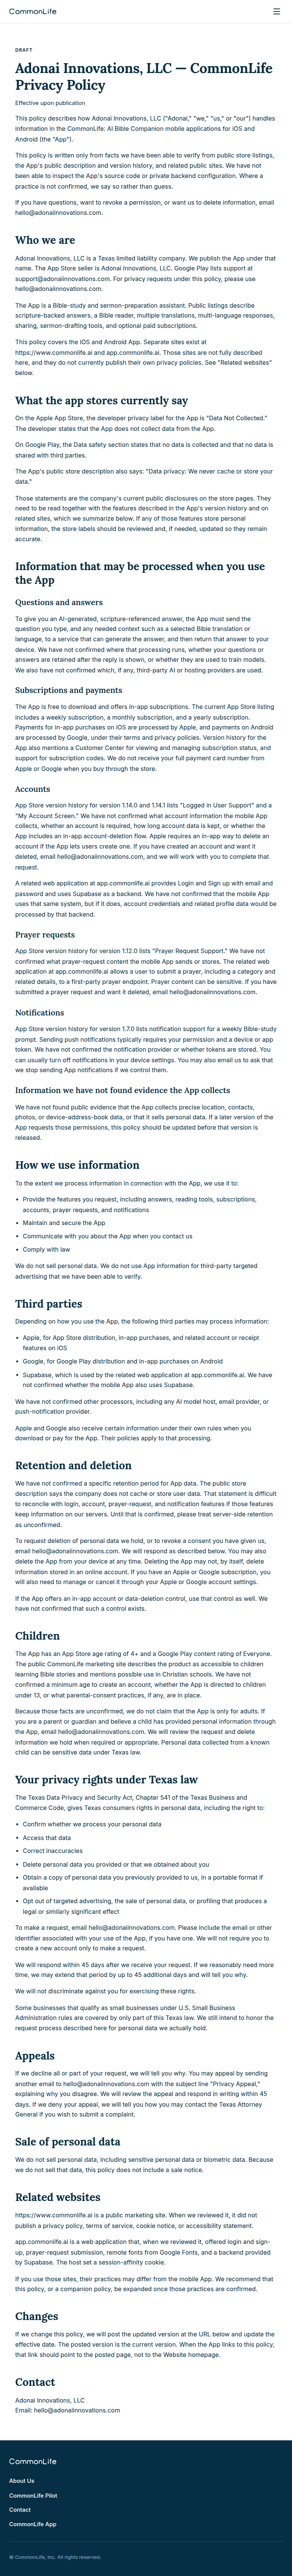 CommonLife
DRAFT
Adonai Innovations, LLC — CommonLife
Privacy Policy
Effective upon publication
This policy describes how Adonai Innovations, LLC ("Adonai," "we," "us," or "our") handles
information in the CommonLife: AI Bible Companion mobile applications for iOS and
Android (the "App").
This policy is written only from facts we have been able to verify from public store listings,
the App's public description and version history, and related public sites. We have not
been able to inspect the App's source code or private backend configuration. Where a
practice is not confirmed, we say so rather than guess.
If you have questions, want to revoke a permission, or want us to delete information, email
hello@adonaiinnovations.com.
Who we are
Adonai Innovations, LLC is a Texas limited liability company. We publish the App under that
name. The App Store seller is Adonai Innovations, LLC. Google Play lists support at
support@adonaiinnovations.com. For privacy requests under this policy, please use
hello@adonaiinnovations.com.
The App is a Bible-study and sermon-preparation assistant. Public listings describe
scripture-backed answers, a Bible reader, multiple translations, multi-language responses,
sharing, sermon-drafting tools, and optional paid subscriptions.
This policy covers the iOS and Android App. Separate sites exist at
https://www.commonlife.ai and app.commonlife.ai. Those sites are not fully described
here, and they do not currently publish their own privacy policies. See "Related websites"
below.
What the app stores currently say
On the Apple App Store, the developer privacy label for the App is "Data Not Collected."
The developer states that the App does not collect data from the App.
On Google Play, the Data safety section states that no data is collected and that no data is
shared with third parties.
The App's public store description also says: "Data privacy: We never cache or store your
data."
Those statements are the company's current public disclosures on the store pages. They
need to be read together with the features described in the App's version history and on
related sites, which we summarize below. If any of those features store personal
information, the store labels should be reviewed and, if needed, updated so they remain
accurate.
Information that may be processed when you use
the App
Questions and answers
To give you an AI-generated, scripture-referenced answer, the App must send the
question you type, and any needed context such as a selected Bible translation or
language, to a service that can generate the answer, and then return that answer to your
device. We have not confirmed where that processing runs, whether your questions or
answers are retained after the reply is shown, or whether they are used to train models.
We also have not confirmed which, if any, third-party AI or hosting providers are used.
Subscriptions and payments
The App is free to download and offers in-app subscriptions. The current App Store listing
includes a weekly subscription, a monthly subscription, and a yearly subscription.
Payments for in-app purchases on iOS are processed by Apple, and payments on Android
are processed by Google, under their terms and privacy policies. Version history for the
App also mentions a Customer Center for viewing and managing subscription status, and
support for subscription codes. We do not receive your full payment card number from
Apple or Google when you buy through the store.
Accounts
App Store version history for version 1.14.0 and 1.14.1 lists "Logged in User Support" and a
"My Account Screen." We have not confirmed what account information the mobile App
collects, whether an account is required, how long account data is kept, or whether the
App includes an in-app account-deletion flow. Apple requires an in-app way to delete an
account if the App lets users create one. If you have created an account and want it
deleted, email hello@adonaiinnovations.com, and we will work with you to complete that
request.
A related web application at app.commonlife.ai provides Login and Sign up with email and
password and uses Supabase as a backend. We have not confirmed that the mobile App
uses that same system, but if it does, account credentials and related profile data would be
processed by that backend.
Prayer requests
App Store version history for version 1.12.0 lists "Prayer Request Support." We have not
confirmed what prayer-request content the mobile App sends or stores. The related web
application at app.commonlife.ai allows a user to submit a prayer, including a category and
related details, to a first-party prayer endpoint. Prayer content can be sensitive. If you have
submitted a prayer request and want it deleted, email hello@adonaiinnovations.com.
Notifications
App Store version history for version 1.7.0 lists notification support for a weekly Bible-study
prompt. Sending push notifications typically requires your permission and a device or app
token. We have not confirmed the notification provider or whether tokens are stored. You
can usually turn off notifications in your device settings. You may also email us to ask that
we stop sending App notifications if we control them.
Information we have not found evidence the App collects
We have not found public evidence that the App collects precise location, contacts,
photos, or device-address-book data, or that it sells personal data. If a later version of the
App requests those permissions, this policy should be updated before that version is
released.
How we use information
To the extent we process information in connection with the App, we use it to:
• Provide the features you request, including answers, reading tools, subscriptions,
accounts, prayer requests, and notifications
• Maintain and secure the App
• Communicate with you about the App when you contact us
• Comply with law
We do not sell personal data. We do not use App information for third-party targeted
advertising that we have been able to verify.
Third parties
Depending on how you use the App, the following third parties may process information:
• Apple, for App Store distribution, in-app purchases, and related account or receipt
features on iOS
• Google, for Google Play distribution and in-app purchases on Android
• Supabase, which is used by the related web application at app.commonlife.ai. We have
not confirmed whether the mobile App also uses Supabase.
We have not confirmed other processors, including any AI model host, email provider, or
push-notification provider.
Apple and Google also receive certain information under their own rules when you
download or pay for the App. Their policies apply to that processing.
Retention and deletion
We have not confirmed a specific retention period for App data. The public store
description says the company does not cache or store user data. That statement is difficult
to reconcile with login, account, prayer-request, and notification features if those features
keep information on our servers. Until that is confirmed, please treat server-side retention
as unconfirmed.
To request deletion of personal data we hold, or to revoke a consent you have given us,
email hello@adonaiinnovations.com. We will respond as described below. You may also
delete the App from your device at any time. Deleting the App may not, by itself, delete
information stored in an online account. If you have an Apple or Google subscription, you
will also need to manage or cancel it through your Apple or Google account settings.
If the App offers an in-app account or data-deletion control, use that control as well. We
have not confirmed that such a control exists.
Children
The App has an App Store age rating of 4+ and a Google Play content rating of Everyone.
The public CommonLife marketing site describes the product as accessible to children
learning Bible stories and mentions possible use in Christian schools. We have not
confirmed a minimum age to create an account, whether the App is directed to children
under 13, or what parental-consent practices, if any, are in place.
Because those facts are unconfirmed, we do not claim that the App is only for adults. If
you are a parent or guardian and believe a child has provided personal information through
the App, email hello@adonaiinnovations.com. We will review the request and delete
information we hold when required or appropriate. Personal data collected from a known
child can be sensitive data under Texas law.
Your privacy rights under Texas law
The Texas Data Privacy and Security Act, Chapter 541 of the Texas Business and
Commerce Code, gives Texas consumers rights in personal data, including the right to:
• Confirm whether we process your personal data
• Access that data
• Correct inaccuracies
• Delete personal data you provided or that we obtained about you
• Obtain a copy of personal data you previously provided to us, in a portable format if
available
• Opt out of targeted advertising, the sale of personal data, or profiling that produces a
legal or similarly significant effect
To make a request, email hello@adonaiinnovations.com. Please include the email or other
identifier associated with your use of the App, if you have one. We will not require you to
create a new account only to make a request.
We will respond within 45 days after we receive your request. If we reasonably need more
time, we may extend that period by up to 45 additional days and will tell you why.
We will not discriminate against you for exercising these rights.
Some businesses that qualify as small businesses under U.S. Small Business
Administration rules are covered by only part of this Texas law. We still intend to honor the
request process described here for personal data we actually hold.
Appeals
If we decline all or part of your request, we will tell you why. You may appeal by sending
another email to hello@adonaiinnovations.com with the subject line "Privacy Appeal,"
explaining why you disagree. We will review the appeal and respond in writing within 45
days. If we deny your appeal, we will tell you how you may contact the Texas Attorney
General if you wish to submit a complaint.
Sale of personal data
We do not sell personal data, including sensitive personal data or biometric data. Because
we do not sell that data, this policy does not include a sale notice.
Related websites
https://www.commonlife.ai is a public marketing site. When we reviewed it, it did not
publish a privacy policy, terms of service, cookie notice, or accessibility statement.
app.commonlife.ai is a web application that, when we reviewed it, offered login and sign-
up, prayer-request submission, remote fonts from Google Fonts, and a backend provided
by Supabase. The host set a session-affinity cookie.
If you use those sites, their practices may differ from the mobile App. We recommend that
this policy, or a companion policy, be expanded once those practices are confirmed.
Changes
If we change this policy, we will post the updated version at the URL below and update the
effective date. The posted version is the current version. When the App links to this policy,
that link should point to the posted page, not to the Website homepage.
Contact
Adonai Innovations, LLC
Email: hello@adonaiinnovations.com
CommonLife
About Us
CommonLife Pilot
Contact
CommonLife App
© CommonLife, Inc. All rights reserved.